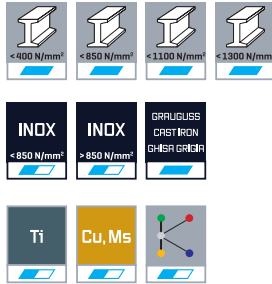 <400 N/mm² <850 N/mm² <1100 N/mm² <1300 N/mm²
INOX INOX
<850 N/mm² >850 N/mm²
GRAUGUSS
CAST IRON
GHISA GRIGIA
Ti Cu, Ms